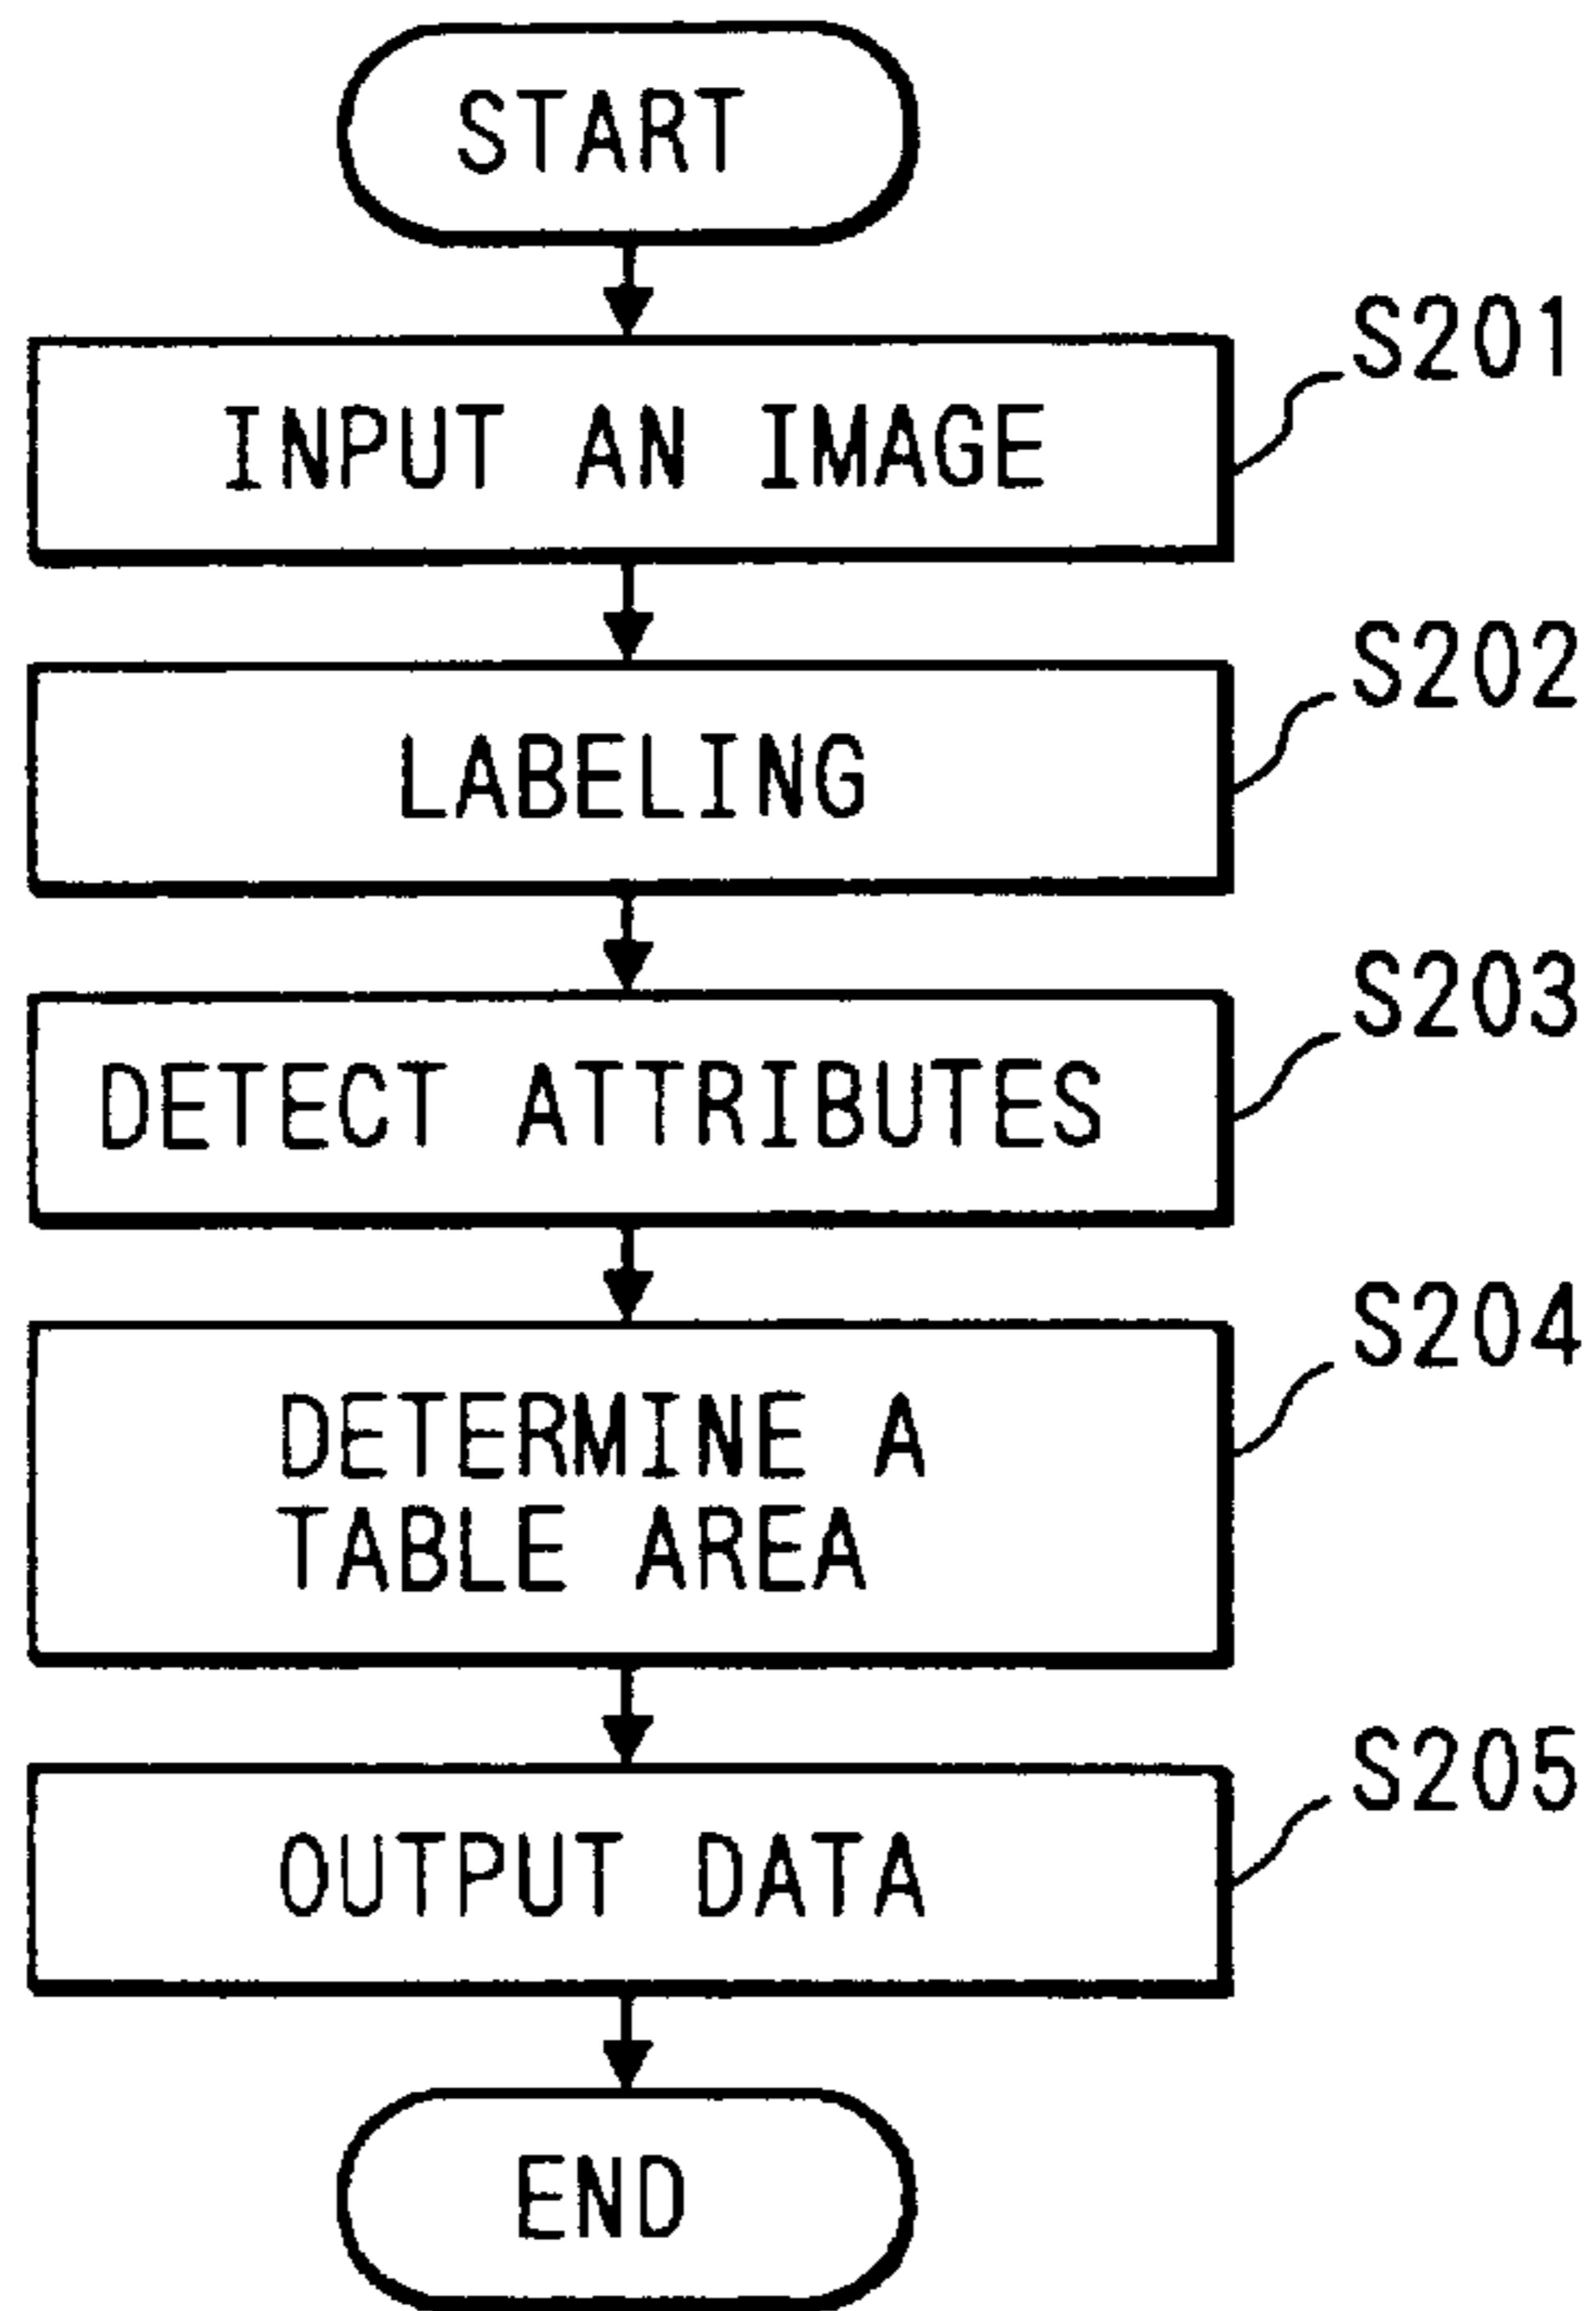 START
S201
INPUT AN IMAGE
S202
LABELING
S203
DETECT ATTRIBUTES
S204
DETERMINE A
TABLE AREA
S205
OUTPUT DATA
END